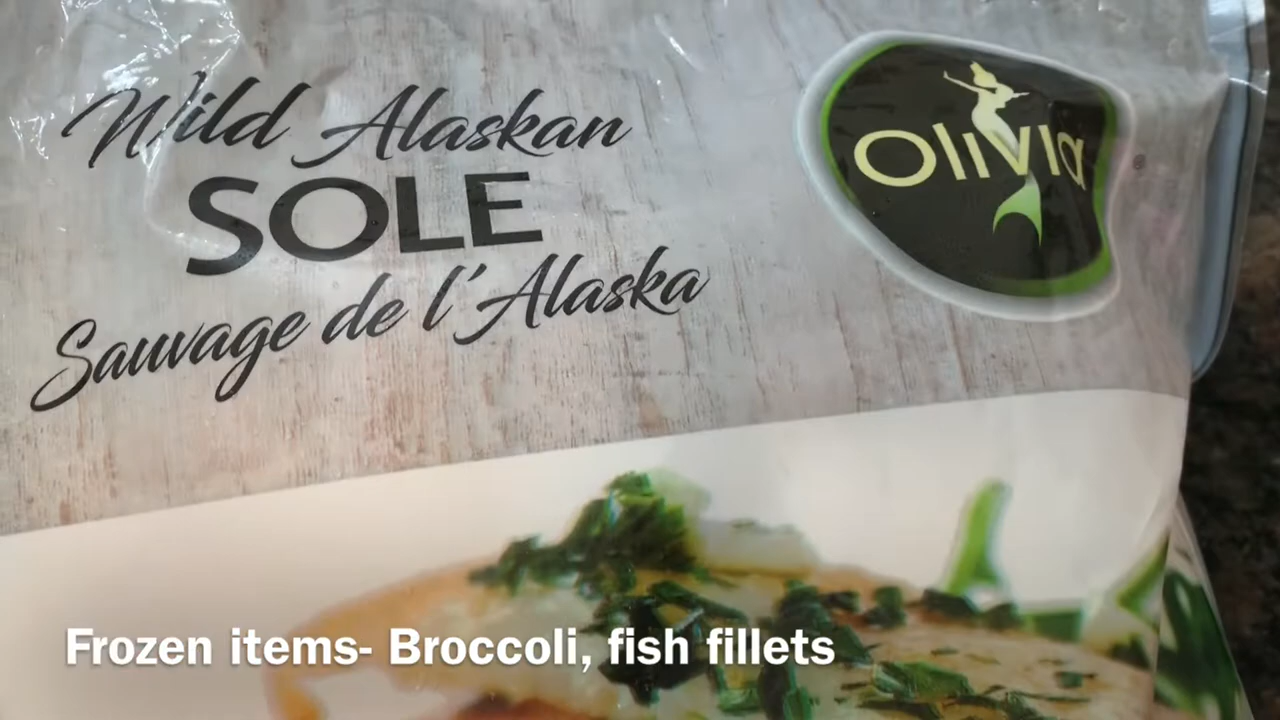 Wild Alaskan
SOLE
Sauvage de l'Alaska
Olivia
®
Frozen items- Broccoli, fish fillets